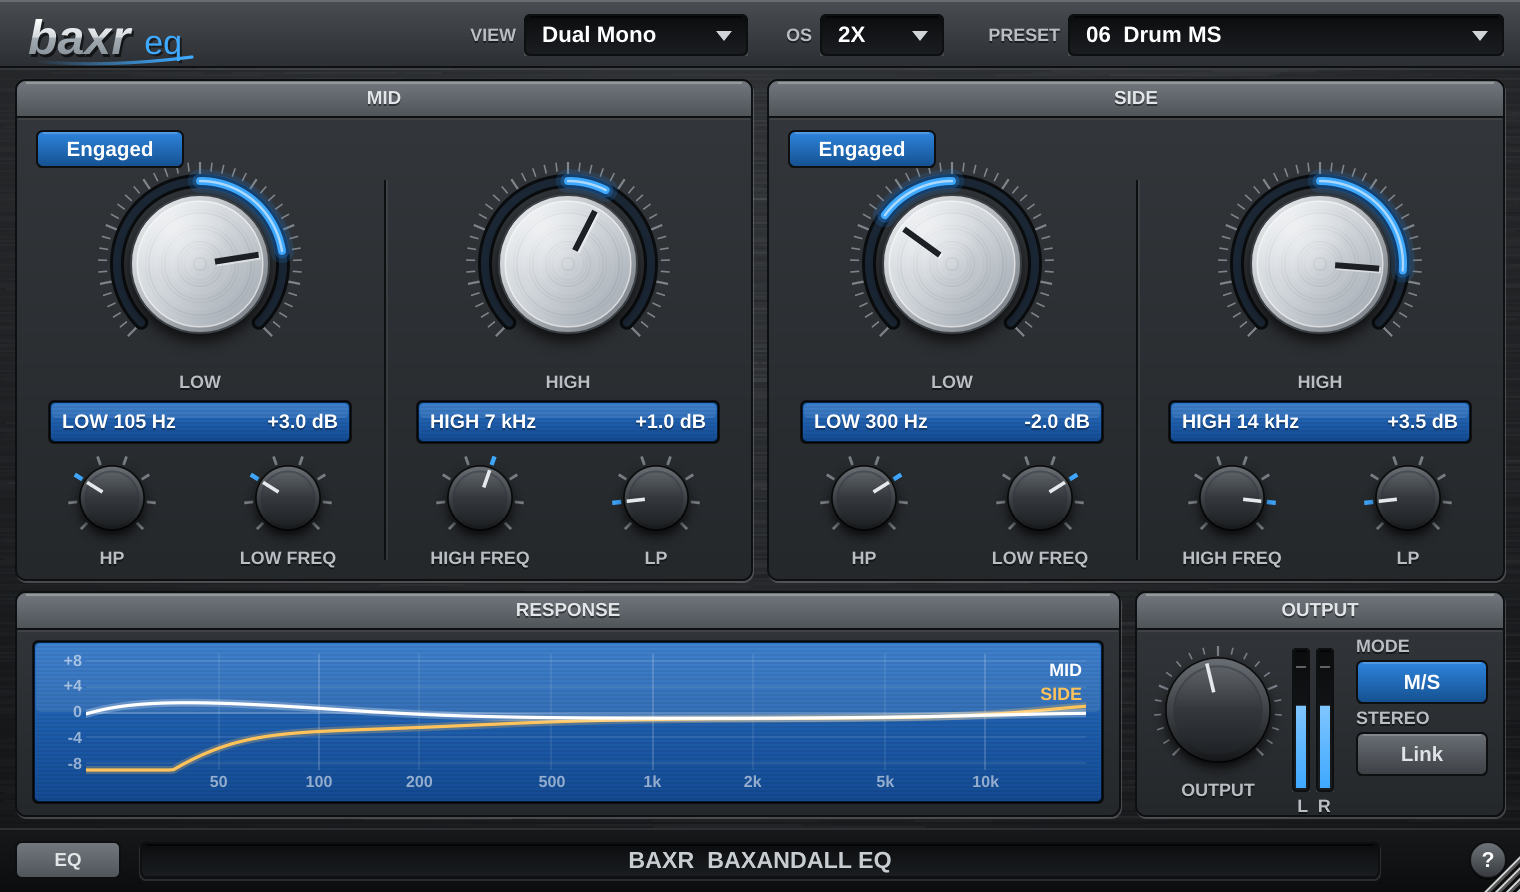 baxr eq
VIEW Dual Mono OS 2X PRESET 06 Drum MS
MID
Engaged
LOW HIGH
LOW 105 Hz +3.0 dB HIGH 7 kHz +1.0 dB
HP LOW FREQ HIGH FREQ LP
SIDE
Engaged
LOW HIGH
LOW 300 Hz -2.0 dB HIGH 14 kHz +3.5 dB
HP LOW FREQ HIGH FREQ LP
RESPONSE
+8
+4
0
-4
-8
MID
SIDE
50 100 200 500 1k 2k 5k 10k
OUTPUT
OUTPUT
L R
MODE
M/S
STEREO
Link
EQ BAXR BAXANDALL EQ ?